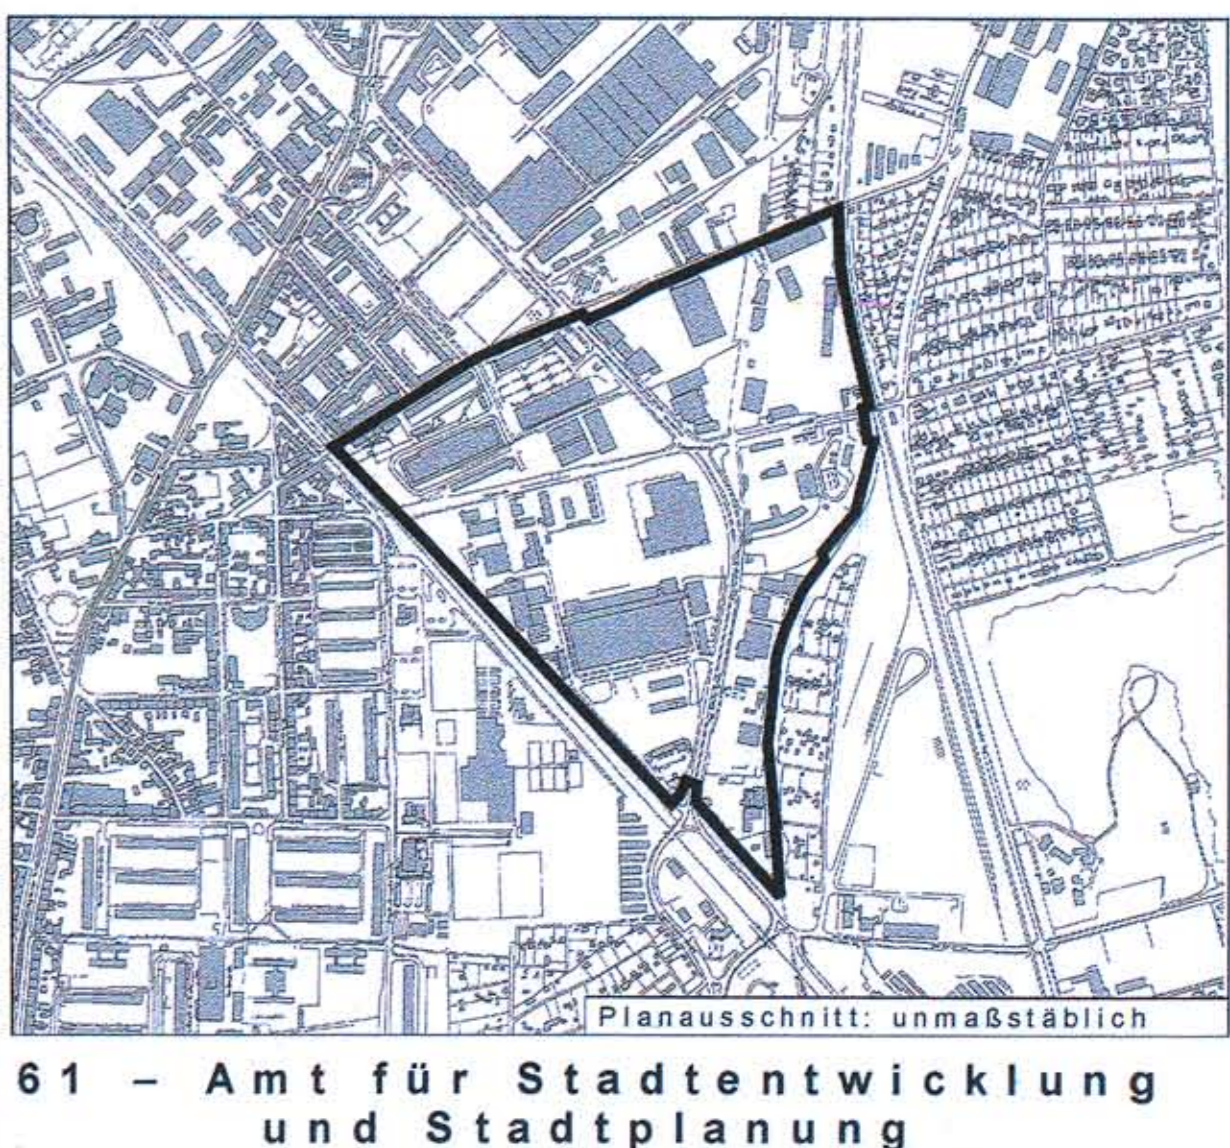 Planausschnitt: unmaßstäblich
61 – Amt für Stadtentwicklung
und Stadtplanung